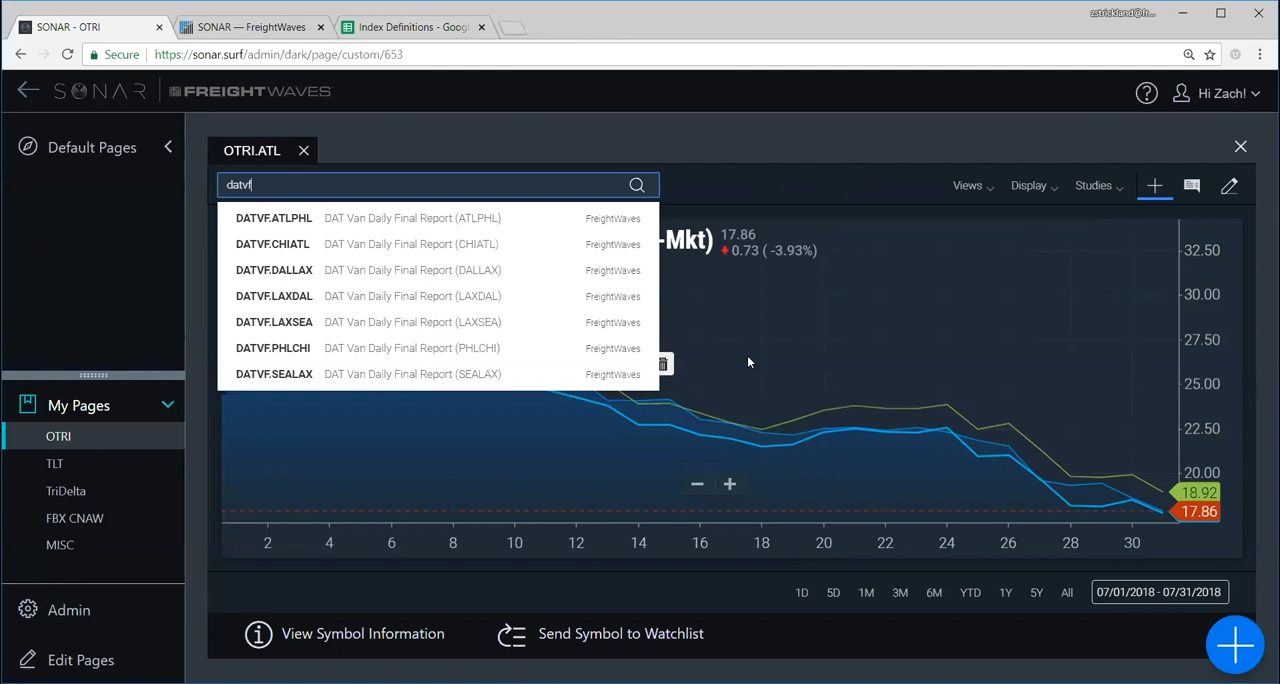 SONAR - OTRI
SONAR — FreightWaves
Index Definitions - Goog
Secure
https://sonar.surf/admin/dark/page/custom/653
SONAR
FREIGHTWAVES
Hi Zach!
Default Pages
OTRI.ATL
datvf
Views
Display
Studies
DATVF.ATLPHL DAT Van Daily Final Report (ATLPHL) FreightWaves
DATVF.CHIATL DAT Van Daily Final Report (CHIATL) FreightWaves
DATVF.DALLAX DAT Van Daily Final Report (DALLAX) FreightWaves
DATVF.LAXDAL DAT Van Daily Final Report (LAXDAL) FreightWaves
DATVF.LAXSEA DAT Van Daily Final Report (LAXSEA) FreightWaves
DATVF.PHLCHI DAT Van Daily Final Report (PHLCHI) FreightWaves
DATVF.SEALAX DAT Van Daily Final Report (SEALAX) FreightWaves
-Mkt)
17.86
0.73 ( -3.93%)
32.50
30.00
27.50
25.00
22.50
20.00
18.92
17.86
2 4 6 8 10 12 14 16 18 20 22 24 26 28 30
My Pages
OTRI
TLT
TriDelta
FBX CNAW
MISC
Admin
Edit Pages
1D 5D 1M 3M 6M YTD 1Y 5Y All 07/01/2018 - 07/31/2018
View Symbol Information
Send Symbol to Watchlist